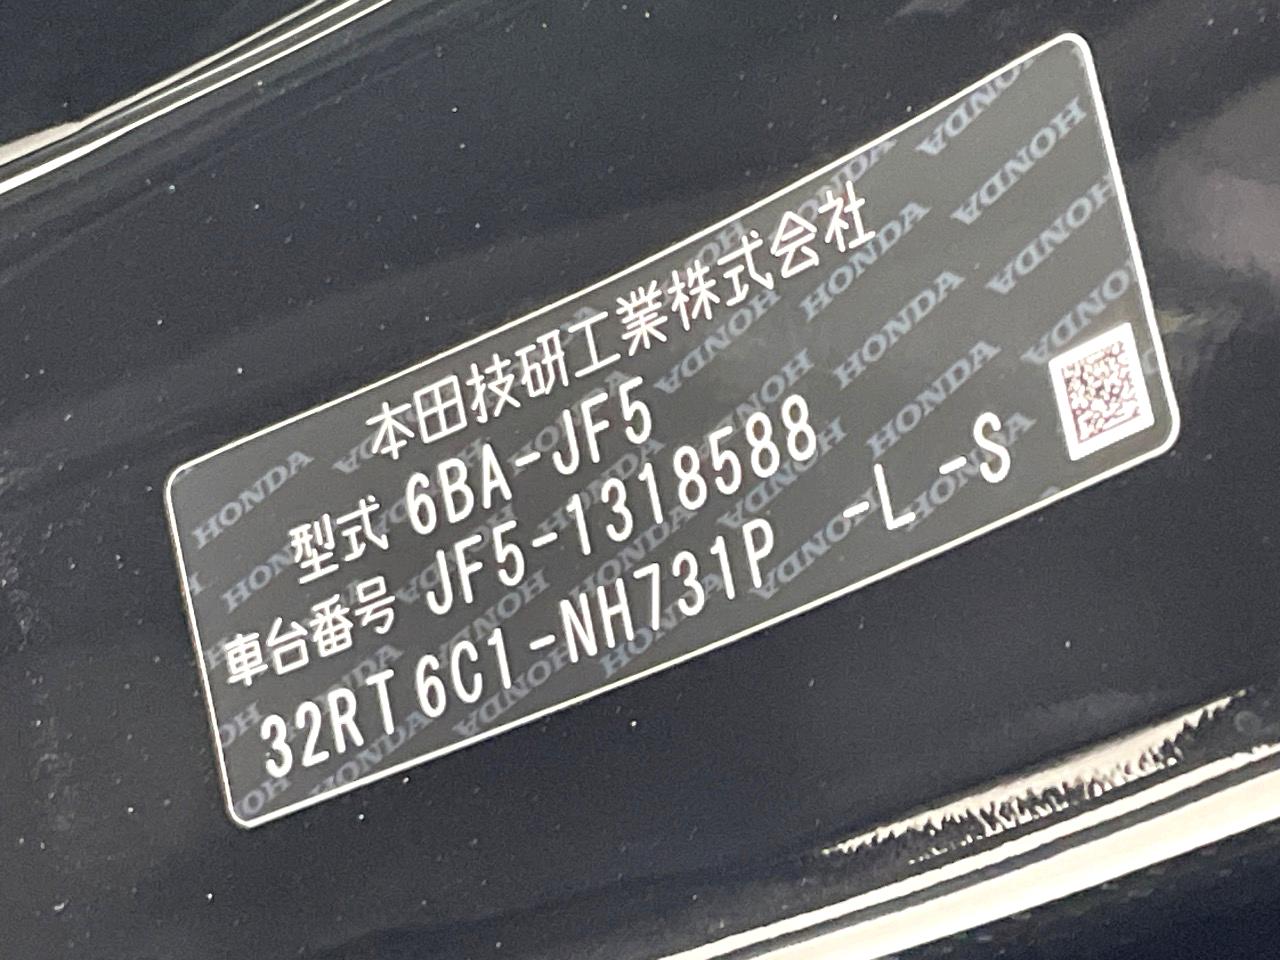 本田技研工業株式会社
型式 6BA-JF5
車台番号 JF5-1318588
32RT6C1-NH731P -L -S